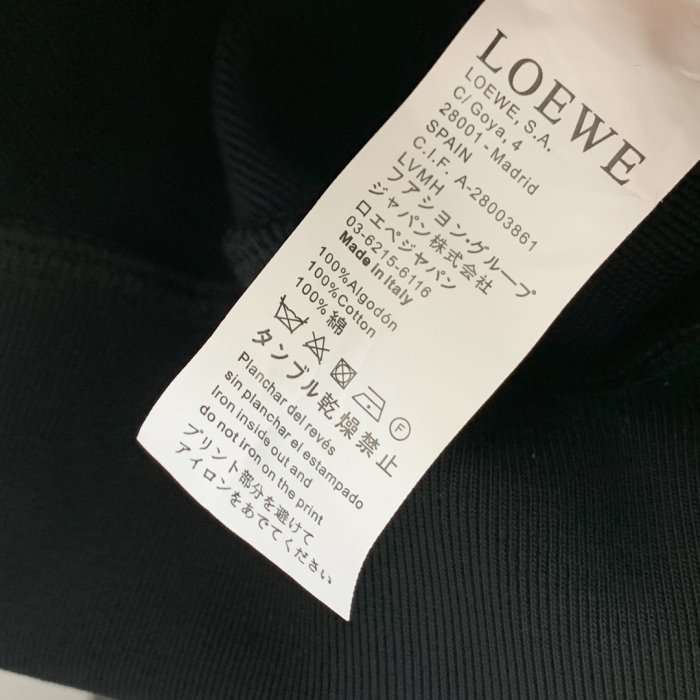 LOEWE
LOEWE, S.A.
C/ Goya, 4
28001 - Madrid
SPAIN
C.I.F. A-28003861
LVMH
ファション・グループ
ジャパン株式会社
ロエベジャパン
03-6215-6116
Made in Italy
100%Algodón
100%Cotton
100%綿
F
タンブル乾燥禁止
Planchar del revés
sin planchar el estampado
Iron inside out and
do not iron on the print
プリント部分を避けて
アイロンをあてでください